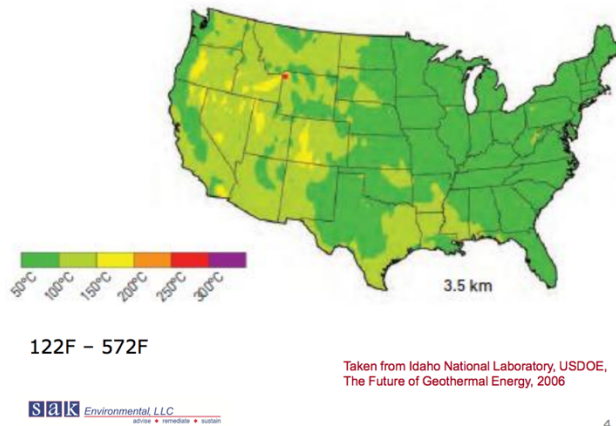 3.5 km
50°C
100°C
150°C
200°C
250°C
300°C
122F – 572F
Taken from Idaho National Laboratory, USDOE,
The Future of Geothermal Energy, 2006
sak Environmental, LLC
advise • remediate • sustain
4